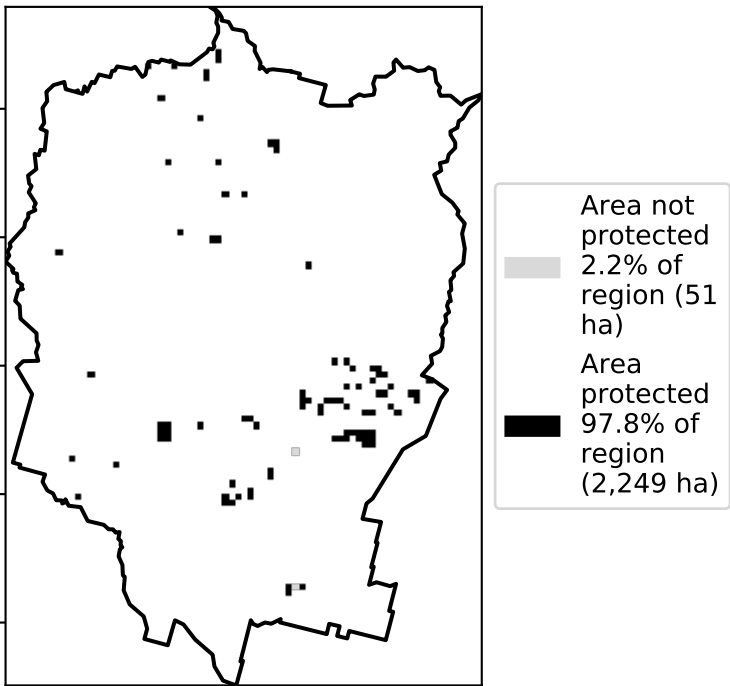 Area not
protected
2.2% of
region (51
ha)
Area
protected
97.8% of
region
(2,249 ha)